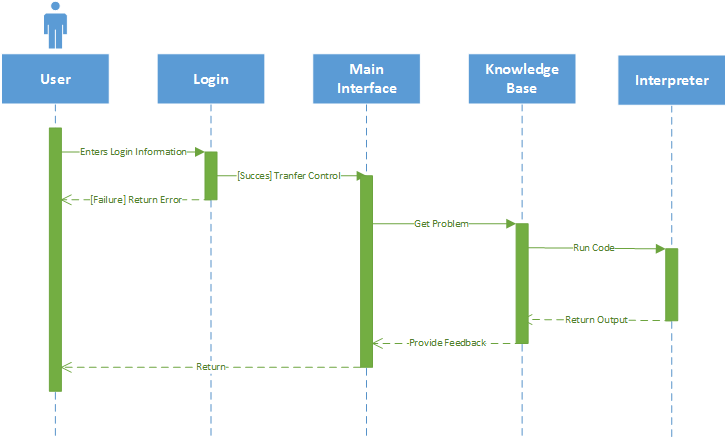 User
Login
Main
Interface
Knowledge
Base
Interpreter
Enters Login Information
[Succes] Tranfer Control
[Failure] Return Error
Get Problem
Run Code
Return Output
Provide Feedback
Return